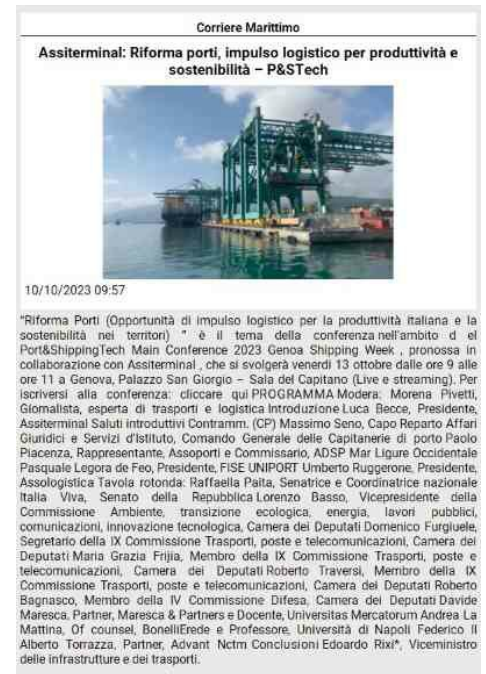 Corriere Marittimo
Assiterminal: Riforma porti, impulso logistico per produttività e
sostenibilità – P&STech
10/10/2023 09:57
"Riforma Porti (Opportunità di impulso logistico per la produttività italiana e la
sostenibilità nei territori) " è il tema della conferenza nell'ambito d el
Port&ShippingTech Main Conference 2023 Genoa Shipping Week , pronossa in
collaborazione con Assiterminal , che si svolgerà venerdì 13 ottobre dalle ore 9 alle
ore 11 a Genova, Palazzo San Giorgio – Sala del Capitano (Live e streaming). Per
iscriversi alla conferenza: cliccare qui PROGRAMMA Modera: Morena Pivetti,
Giornalista, esperta di trasporti e logistica Introduzione Luca Becce, Presidente,
Assiterminal Saluti introduttivi Contramm. (CP) Massimo Seno, Capo Reparto Affari
Giuridici e Servizi d'Istituto, Comando Generale delle Capitanerie di porto Paolo
Piacenza, Rappresentante, Assoporti e Commissario, ADSP Mar Ligure Occidentale
Pasquale Legora de Feo, Presidente, FISE UNIPORT Umberto Ruggerone, Presidente,
Assologistica Tavola rotonda: Raffaella Paita, Senatrice e Coordinatrice nazionale
Italia Viva, Senato della Repubblica Lorenzo Basso, Vicepresidente della
Commissione Ambiente, transizione ecologica, energia, lavori pubblici,
comunicazioni, innovazione tecnologica, Camera dei Deputati Domenico Furgiuele,
Segretario della IX Commissione Trasporti, poste e telecomunicazioni, Camera dei
Deputati Maria Grazia Frijia, Membro della IX Commissione Trasporti, poste e
telecomunicazioni, Camera dei Deputati Roberto Traversi, Membro della IX
Commissione Trasporti, poste e telecomunicazioni, Camera dei Deputati Roberto
Bagnasco, Membro della IV Commissione Difesa, Camera dei Deputati Davide
Maresca, Partner, Maresca & Partners e Docente, Universitas Mercatorum Andrea La
Mattina, Of counsel, BonelliErede e Professore, Università di Napoli Federico II
Alberto Torrazza, Partner, Advant Nctm Conclusioni Edoardo Rixi*, Viceministro
delle infrastrutture e dei trasporti.